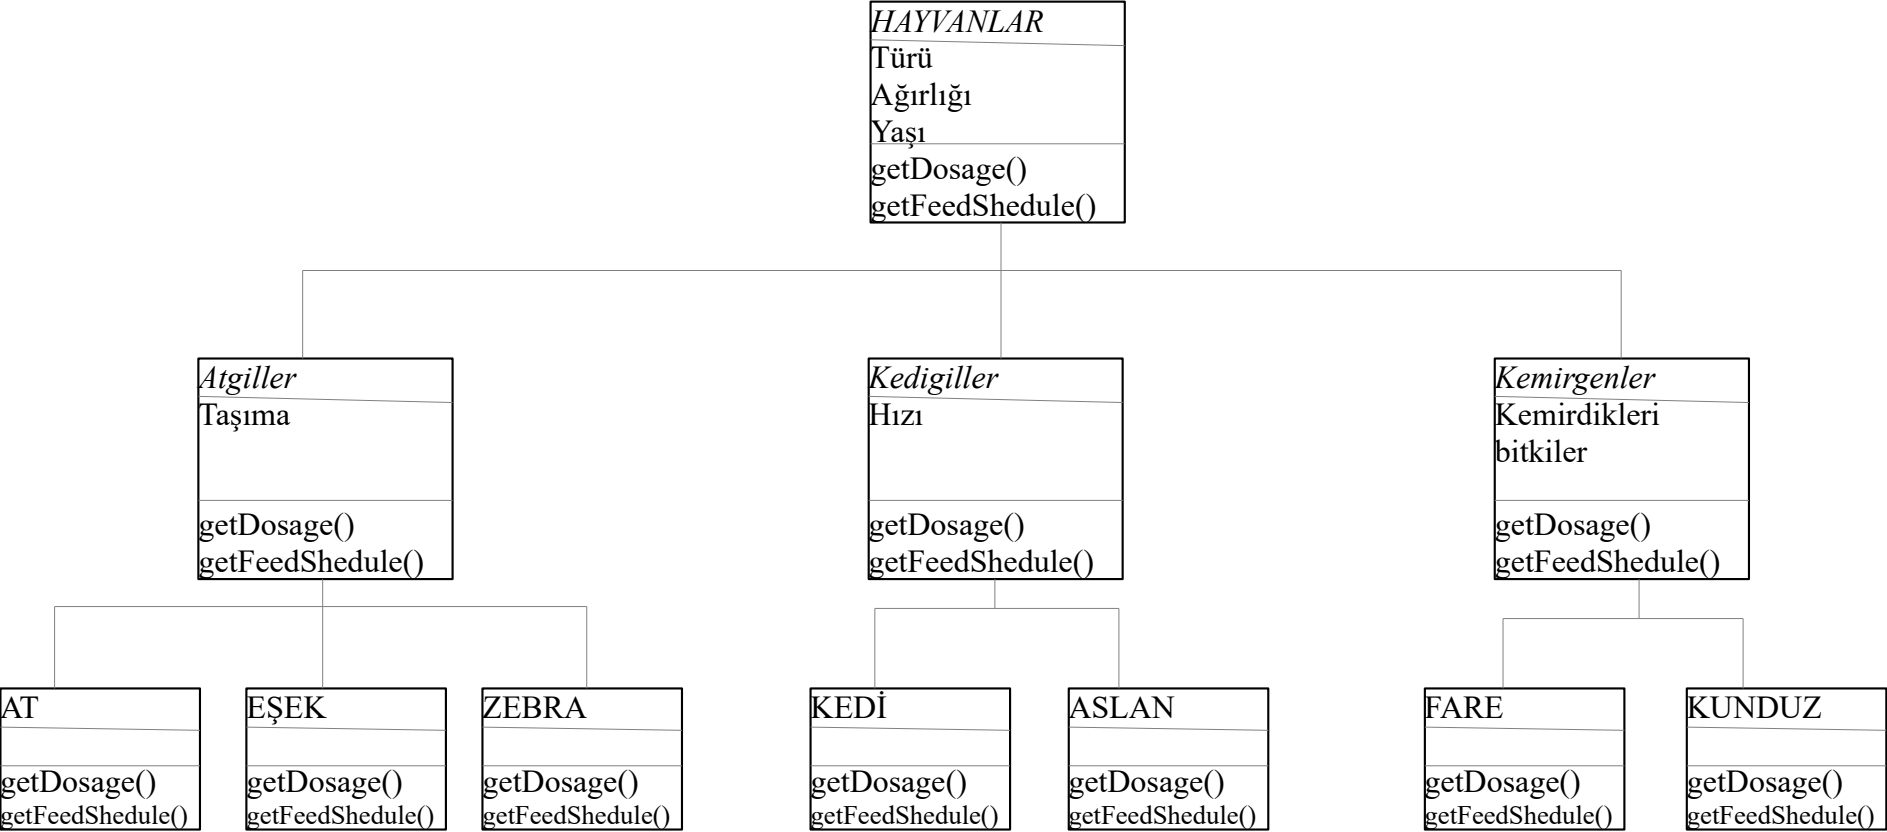 HAYVANLAR
Türü
Ağırlığı
Yaşı
getDosage()
getFeedShedule()
Atgiller
Taşıma
getDosage()
getFeedShedule()
Kedigiller
Hızı
getDosage()
getFeedShedule()
Kemirgenler
Kemirdikleri
bitkiler
getDosage()
getFeedShedule()
AT
getDosage()
getFeedShedule()
EŞEK
getDosage()
getFeedShedule()
ZEBRA
getDosage()
getFeedShedule()
KEDİ
getDosage()
getFeedShedule()
ASLAN
getDosage()
getFeedShedule()
FARE
getDosage()
getFeedShedule()
KUNDUZ
getDosage()
getFeedShedule()